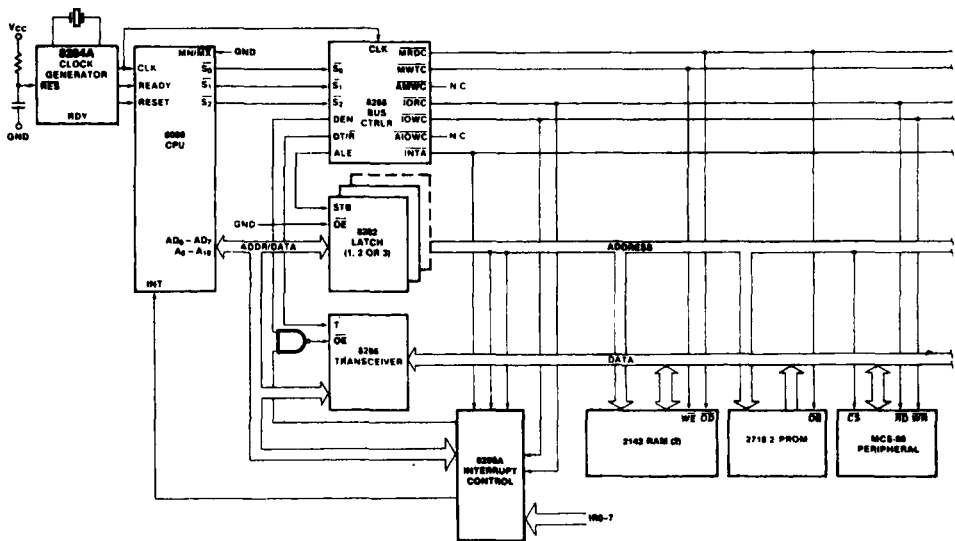 VCC
GND
8284A
CLOCK
GENERATOR
RES
RDY
MN/MX
GND
CLK
READY
RESET
S0
S1
S2
8088
CPU
AD0 – AD7
A8 – A19
INT
CLK
S0
S1
S2
DEN
DT/R
ALE
8288
BUS
CTRLR
MRDC
MWTC
AMWC
N C
IORC
IOWC
AIOWC
N C
INTA
STB
GND
OE
8282
LATCH
(1, 2 OR 3)
ADDR/DATA
ADDRESS
T
OE
8286
TRANSCEIVER
DATA
8259A
INTERRUPT
CONTROL
IR0-7
WE OD
2142 RAM (2)
OE
2716 2 PROM
CS
RD WR
MCS-80
PERIPHERAL